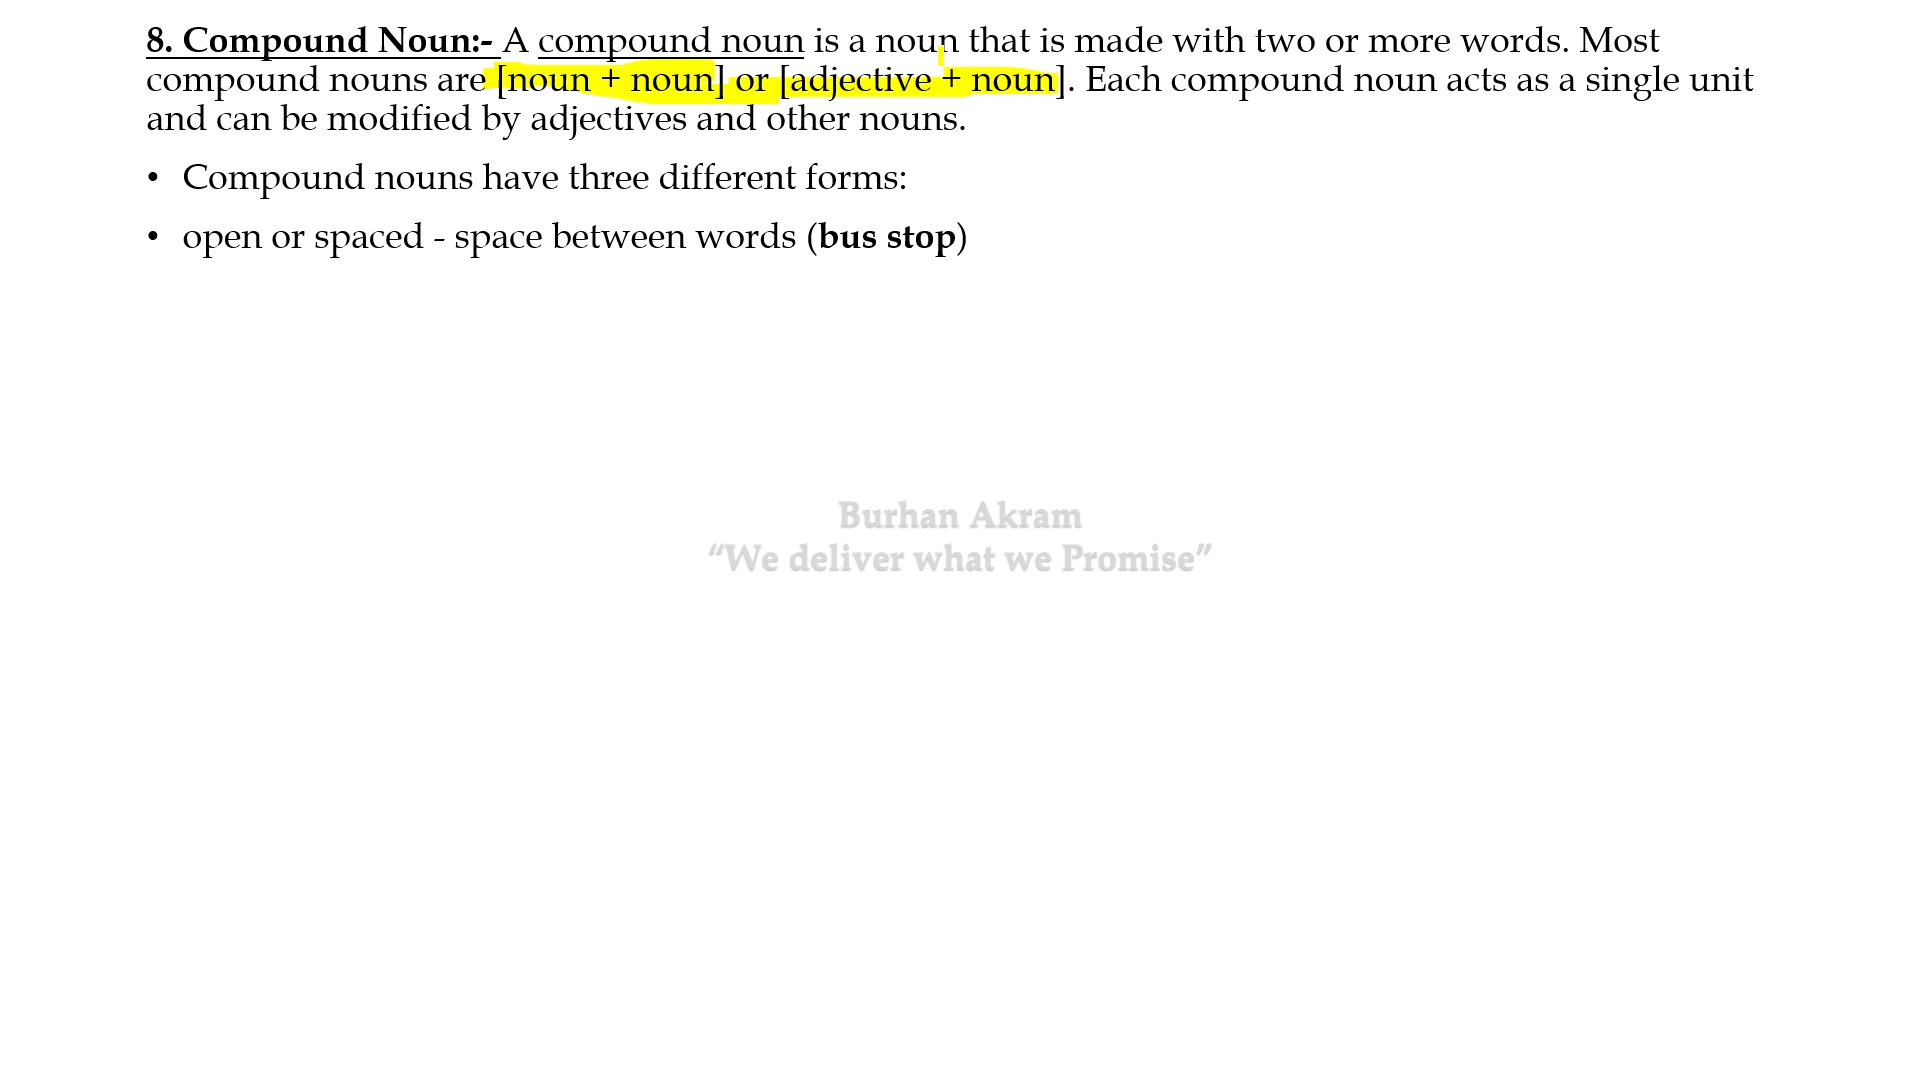 8. Compound Noun:- A compound noun is a noun that is made with two or more words. Most
compound nouns are [noun + noun] or [adjective + noun]. Each compound noun acts as a single unit
and can be modified by adjectives and other nouns.
• Compound nouns have three different forms:
• open or spaced - space between words (bus stop)
Burhan Akram
“We deliver what we Promise”